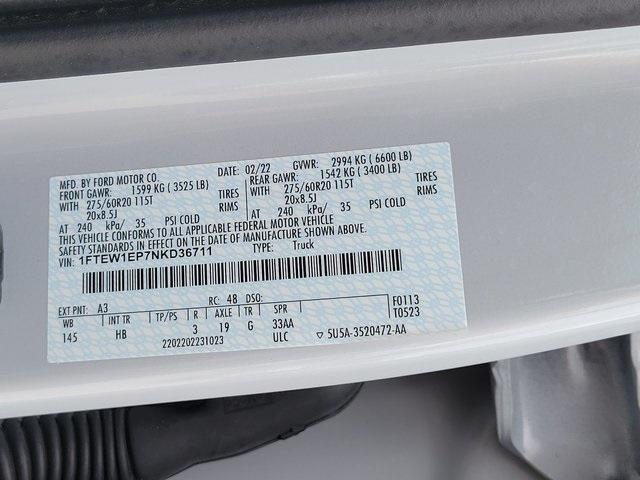 MFD. BY FORD MOTOR CO.
DATE: 02/22 GVWR: 2994 KG ( 6600 LB)
FRONT GAWR: 1599 KG ( 3525 LB) REAR GAWR: 1542 KG ( 3400 LB)
WITH 275/60R20 115T TIRES WITH 275/60R20 115T TIRES
20x8.5J RIMS 20x8.5J RIMS
AT 240 kPa/ 35 PSI COLD AT 240 kPa/ 35 PSI COLD
THIS VEHICLE CONFORMS TO ALL APPLICABLE FEDERAL MOTOR VEHICLE
SAFETY STANDARDS IN EFFECT ON THE DATE OF MANUFACTURE SHOWN ABOVE.
VIN: 1FTEW1EP7NKD36711 TYPE: Truck
EXT PNT: A3 RC: 48 DSO: F0113
WB INT TR TP/PS R AXLE TR SPR T0523
145 HB 3 19 G 33AA
2202202231023 ULC 5U5A-3520472-AA